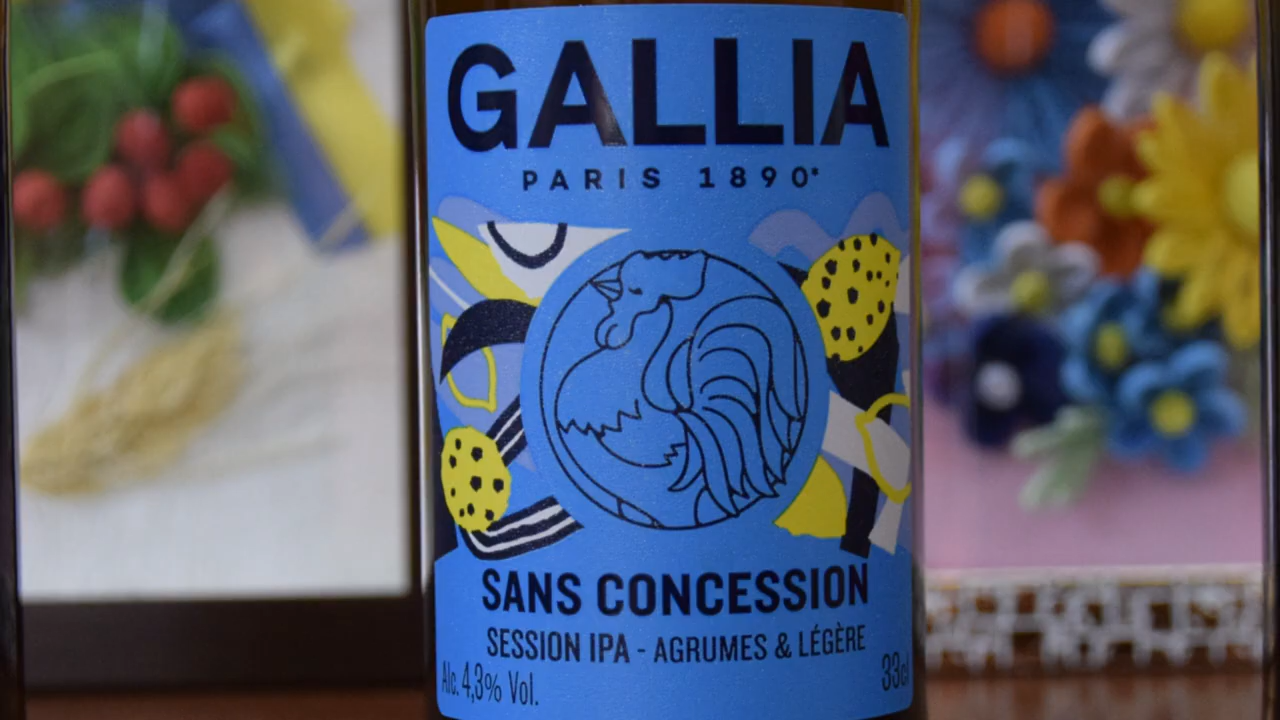 GALLIA
PARIS 1890*
SANS CONCESSION
SESSION IPA - AGRUMES & LÉGÈRE
Alc. 4,3% Vol.
33cl